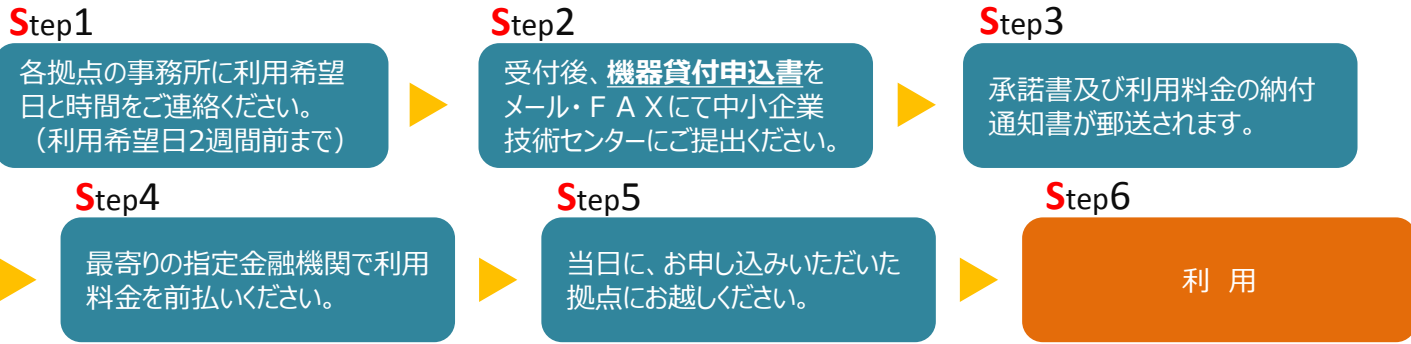 Step1
各拠点の事務所に利用希望
日と時間をご連絡ください。
（利用希望日2週間前まで）
Step2
受付後、機器貸付申込書を
メール・ＦＡＸにて中小企業
技術センターにご提出ください。
Step3
承諾書及び利用料金の納付
通知書が郵送されます。
Step4
最寄りの指定金融機関で利用
料金を前払いください。
Step5
当日に、お申し込みいただいた
拠点にお越しください。
Step6
利　用